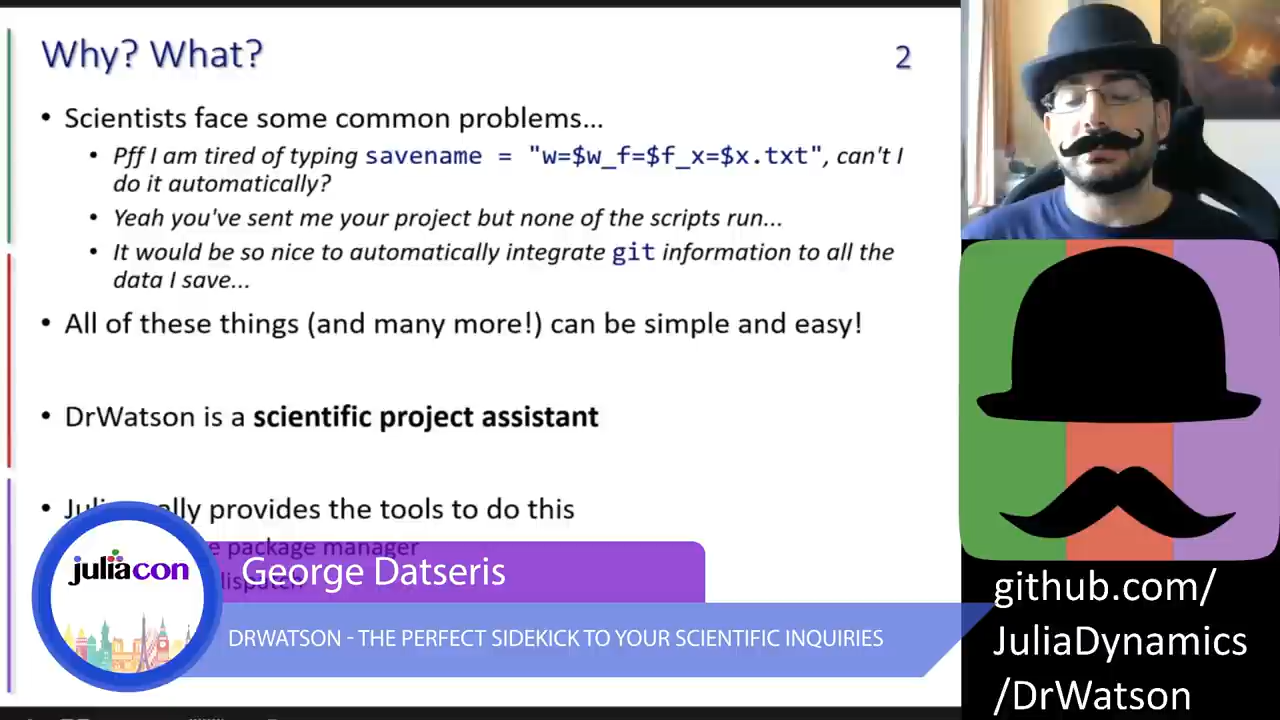 Why? What?
2
• Scientists face some common problems…
• Pff I am tired of typing savename = "w=$w_f=$f_x=$x.txt", can't I
do it automatically?
• Yeah you've sent me your project but none of the scripts run...
• It would be so nice to automatically integrate git information to all the
data I save...
• All of these things (and many more!) can be simple and easy!
• DrWatson is a scientific project assistant
• provides the tools to do this
package manager
juliacon
George Datseris
DRWATSON - THE PERFECT SIDEKICK TO YOUR SCIENTIFIC INQUIRIES
github.com/
JuliaDynamics
/DrWatson